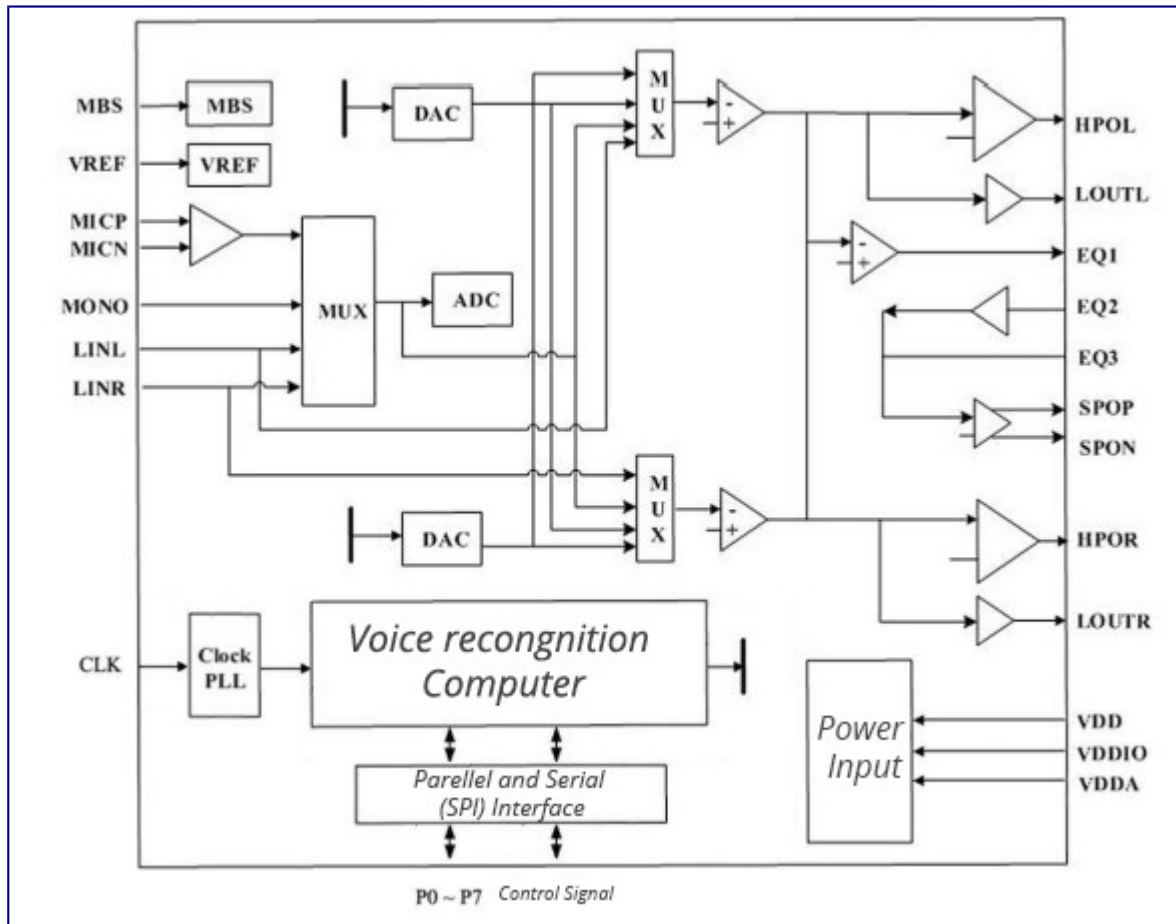 MBS
MBS
VREF
VREF
MICP
MICN
MONO
LINL
LINR
MUX
ADC
DAC
M
U
X
HPOL
LOUTL
EQ1
EQ2
EQ3
SPOP
SPON
DAC
M
U
X
HPOR
LOUTR
CLK
Clock
PLL
Voice recongnition
Computer
Parellel and Serial
(SPI) Interface
P0 ~ P7 Control Signal
Power
Input
VDD
VDDIO
VDDA
-
+
-
+
-
+